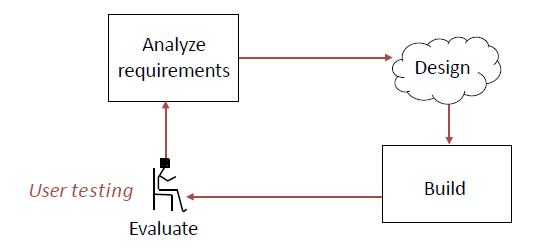 Analyze
requirements
Design
Build
User testing
Evaluate